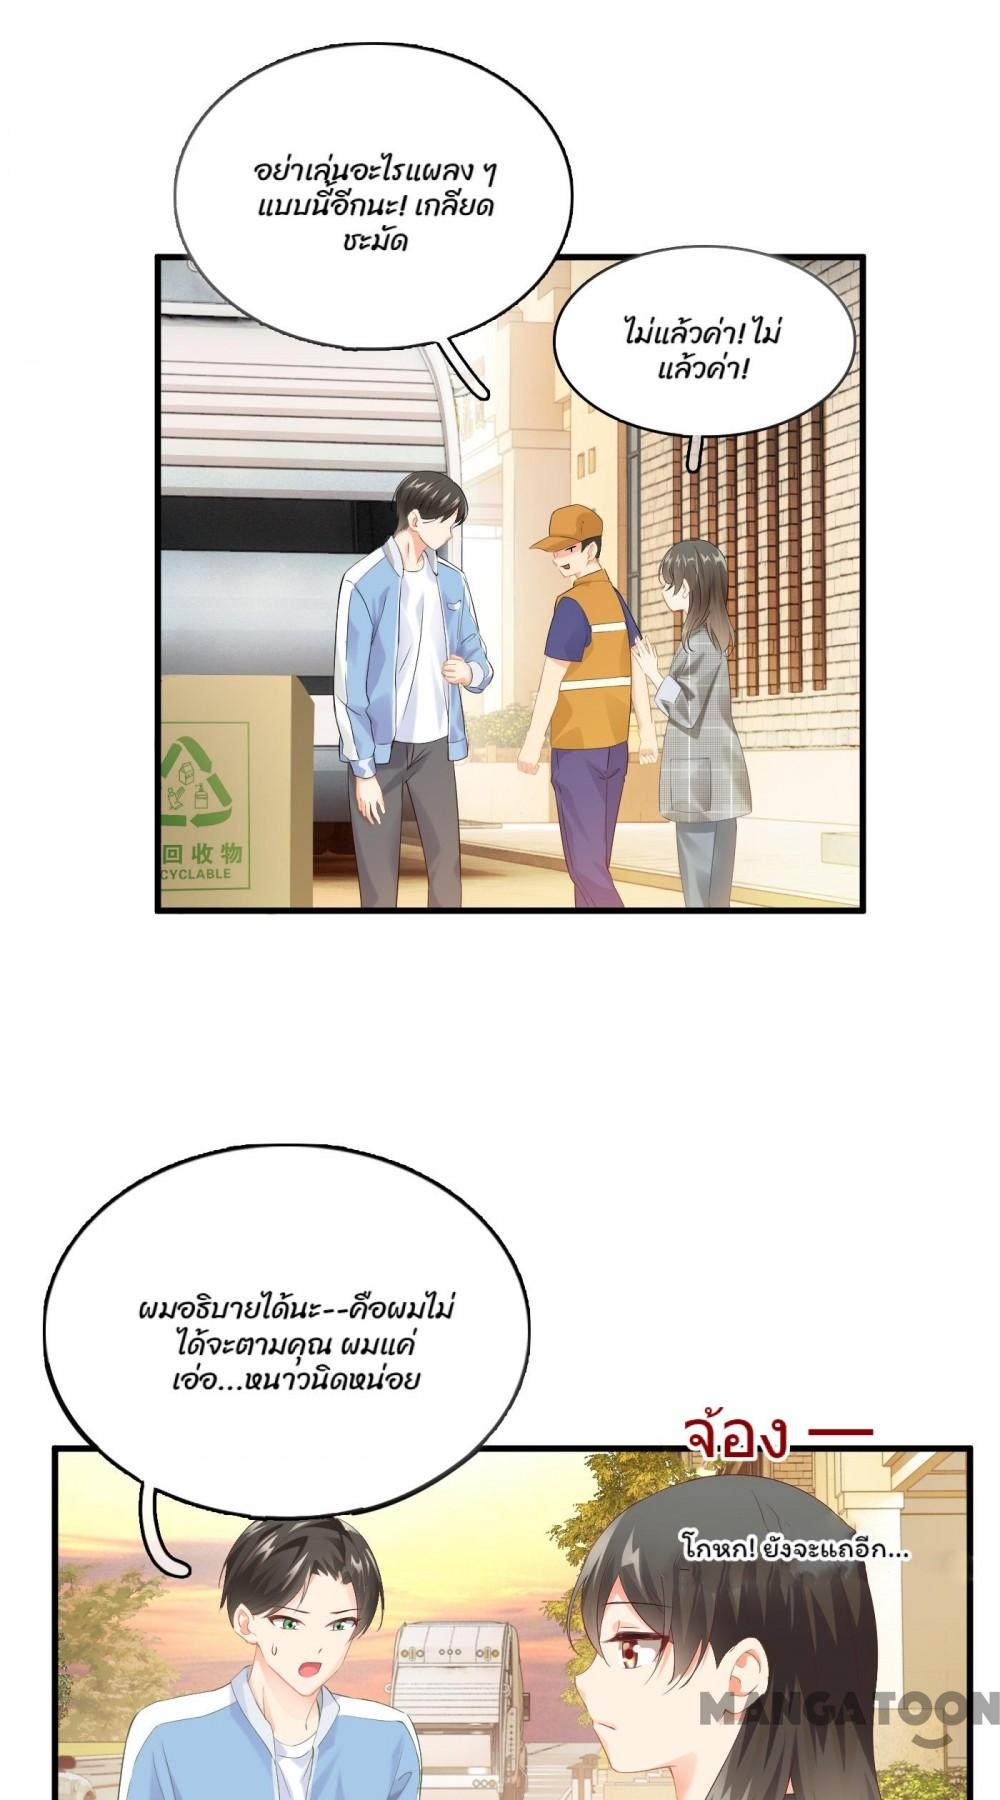 อย่าเล่นอะไรแผลง ๆ
แบบนี้อีกนะ! เกลียด
ชะมัด
ไม่แล้วค่า! ไม่
แล้วค่า!
回收物
CYCLABLE
ผมอธิบายได้นะ--คือผมไม่
ได้จะตามคุณ ผมแค่
เอ่อ...หนาวนิดหน่อย
จ้อง —
โกหก! ยังจะแถอีก...
MANGATOON